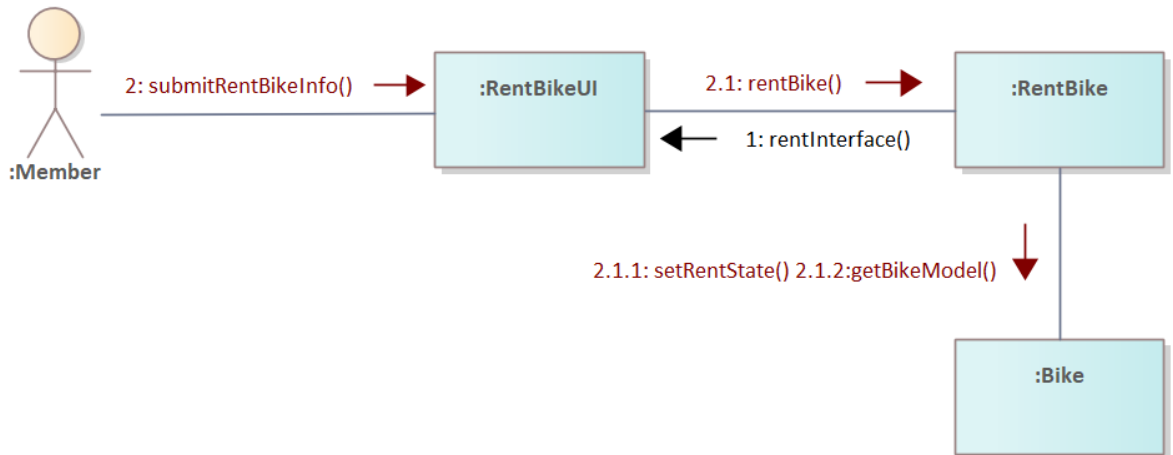 2: submitRentBikeInfo()
:RentBikeUI
2.1: rentBike()
:RentBike
1: rentInterface()
:Member
2.1.1: setRentState() 2.1.2:getBikeModel()
:Bike